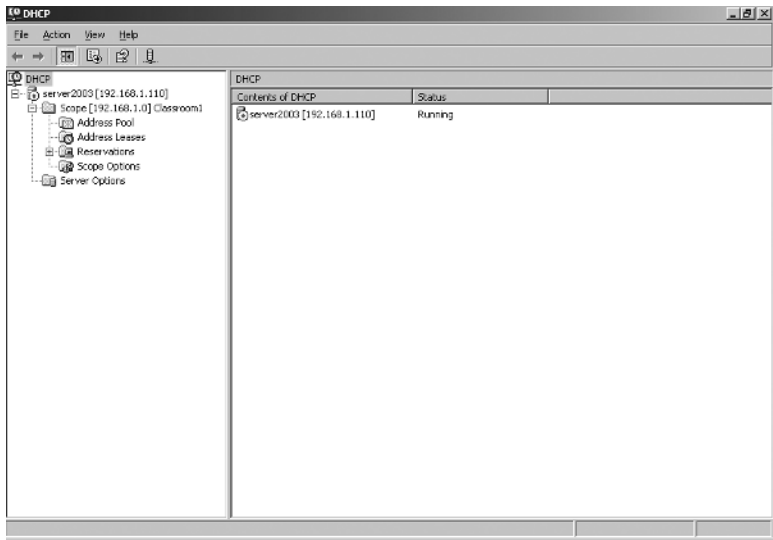 DHCP
File Action View Help
DHCP
server2003 [192.168.1.110]
Scope [192.168.1.0] Classroom1
Address Pool
Address Leases
Reservations
Scope Options
Server Options
DHCP
Contents of DHCP Status
server2003 [192.168.1.110] Running